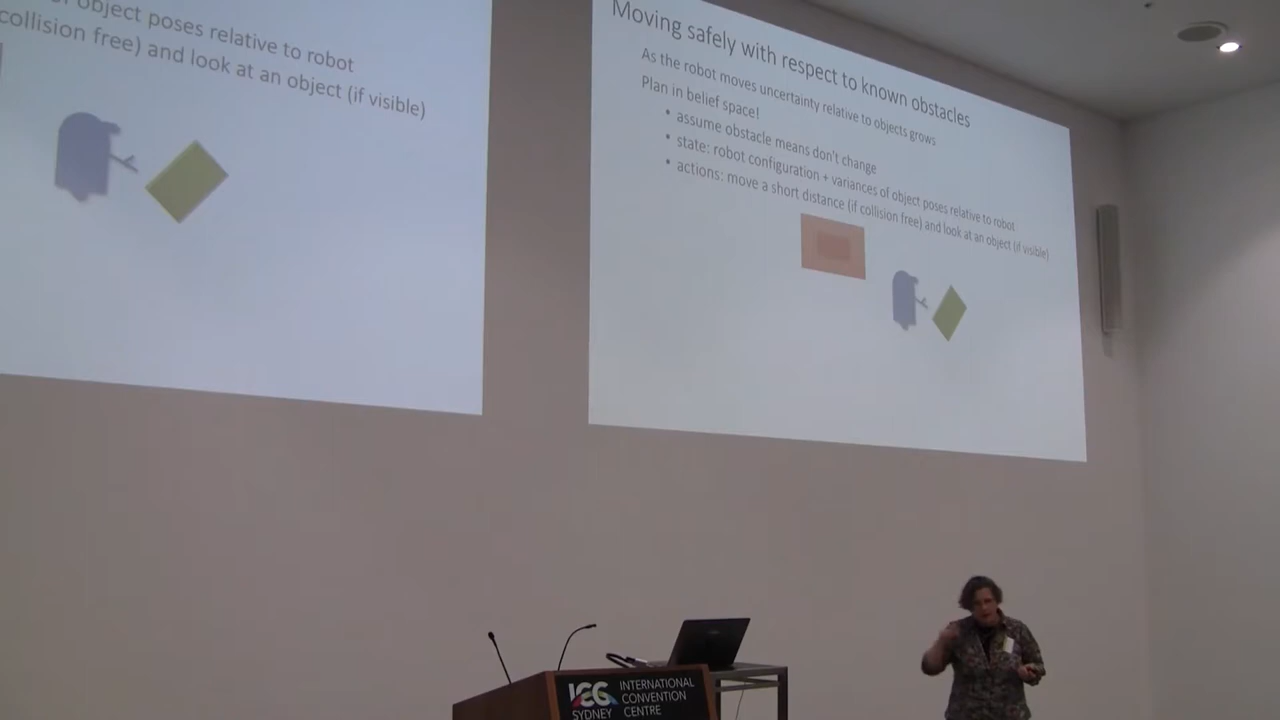 of object poses relative to robot
collision free) and look at an object (if visible)
Moving safely with respect to known obstacles
As the robot moves uncertainty relative to objects grows
Plan in belief space!
• assume obstacle means don't change
• state: robot configuration + variances of object poses relative to robot
• actions: move a short distance (if collision free) and look at an object (if visible)
ICC
SYDNEY
INTERNATIONAL
CONVENTION
CENTRE